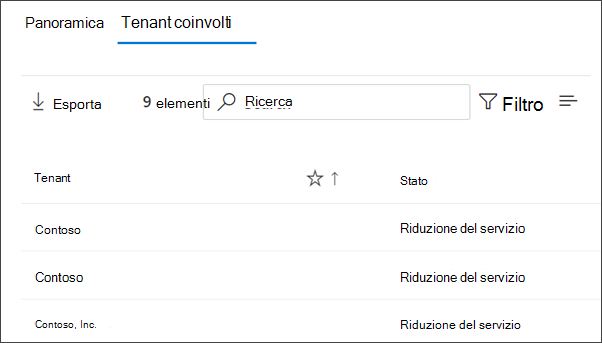 Panoramica Tenant coinvolti
Esporta 9 elementi Ricerca Filtro
Tenant Stato
Contoso Riduzione del servizio
Contoso Riduzione del servizio
Contoso, Inc. Riduzione del servizio